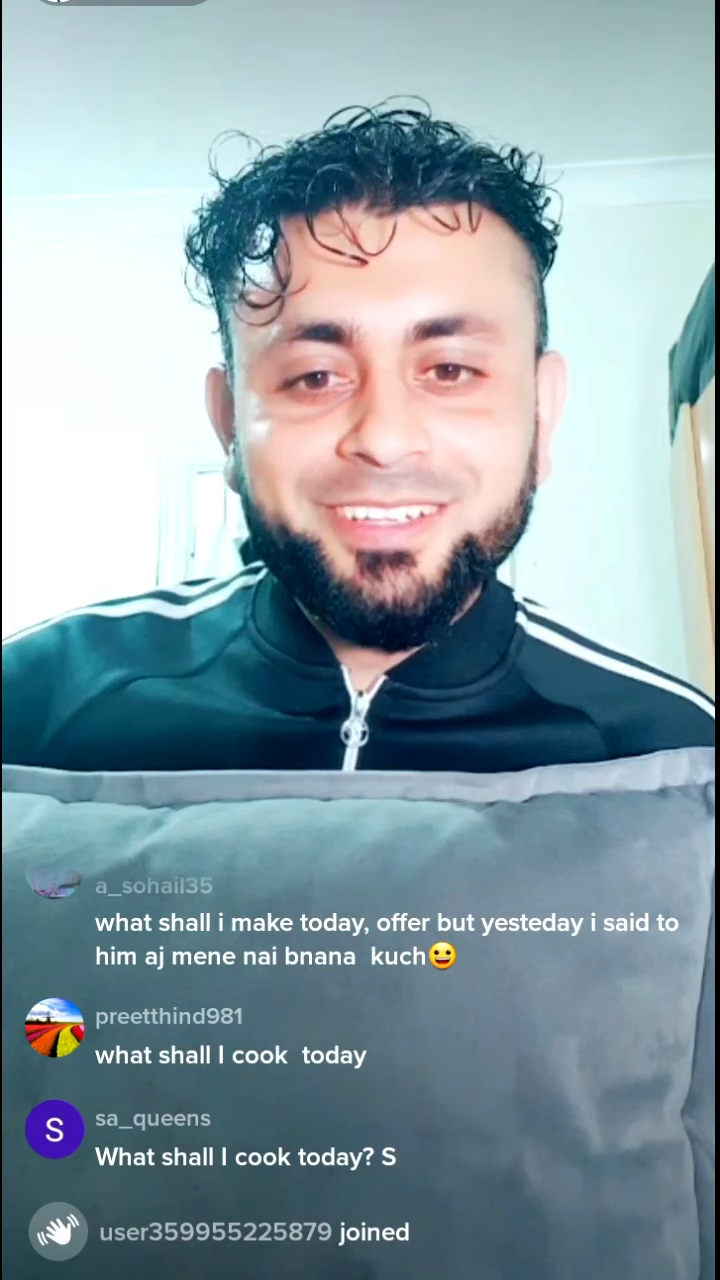 a_sohail35
what shall i make today, offer but yesteday i said to
him aj mene nai bnana kuch😀
preetthind981
what shall I cook today
S
sa_queens
What shall I cook today? S
user359955225879 joined